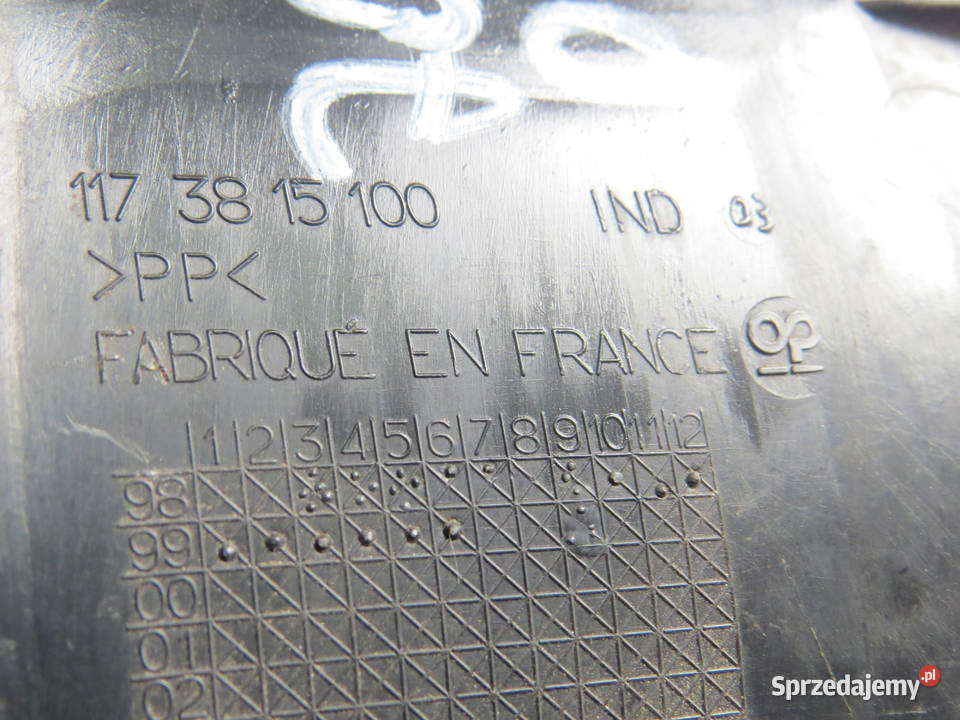 117 38 15 100 IND 03
>PP<
FABRIQUÉ EN FRANCE
1 2 3 4 5 6 7 8 9 10 11 12
98
99
00
01
02
Sprzedajemy.pl